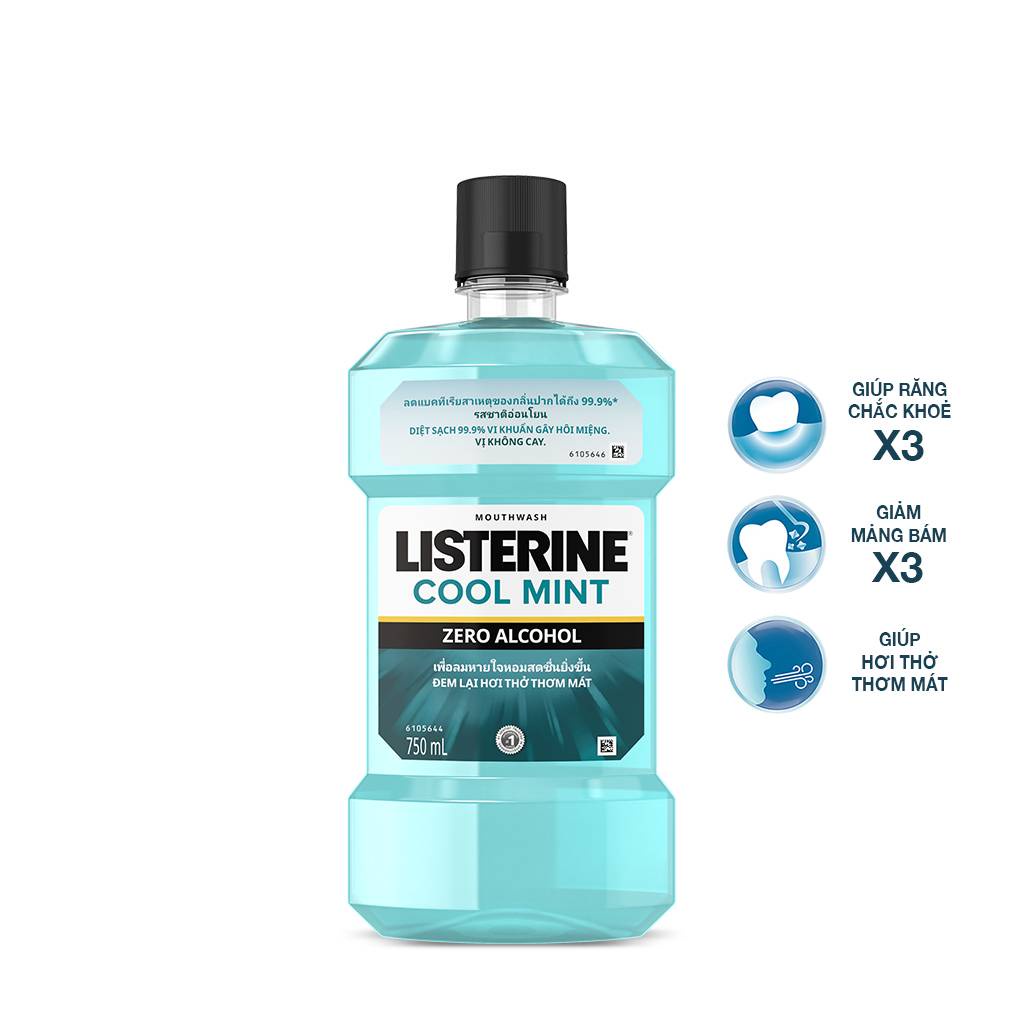 ลดแบคทีเรียสาเหตุของกลิ่นปากได้ถึง 99.9%*
รสชาติอ่อนโยน
DIỆT SẠCH 99.9% VI KHUẨN GÂY HÔI MIỆNG.
VỊ KHÔNG CAY.
6105646
MOUTHWASH
LISTERINE®
COOL MINT
ZERO ALCOHOL
เพื่อลมหายใจหอมสดชื่นยิ่งขึ้น
ĐEM LẠI HƠI THỞ THƠM MÁT
6105644
750 mL
#1
GIÚP RĂNG
CHẮC KHOẺ
X3
GIẢM
MẢNG BÁM
X3
GIÚP
HƠI THỞ
THƠM MÁT